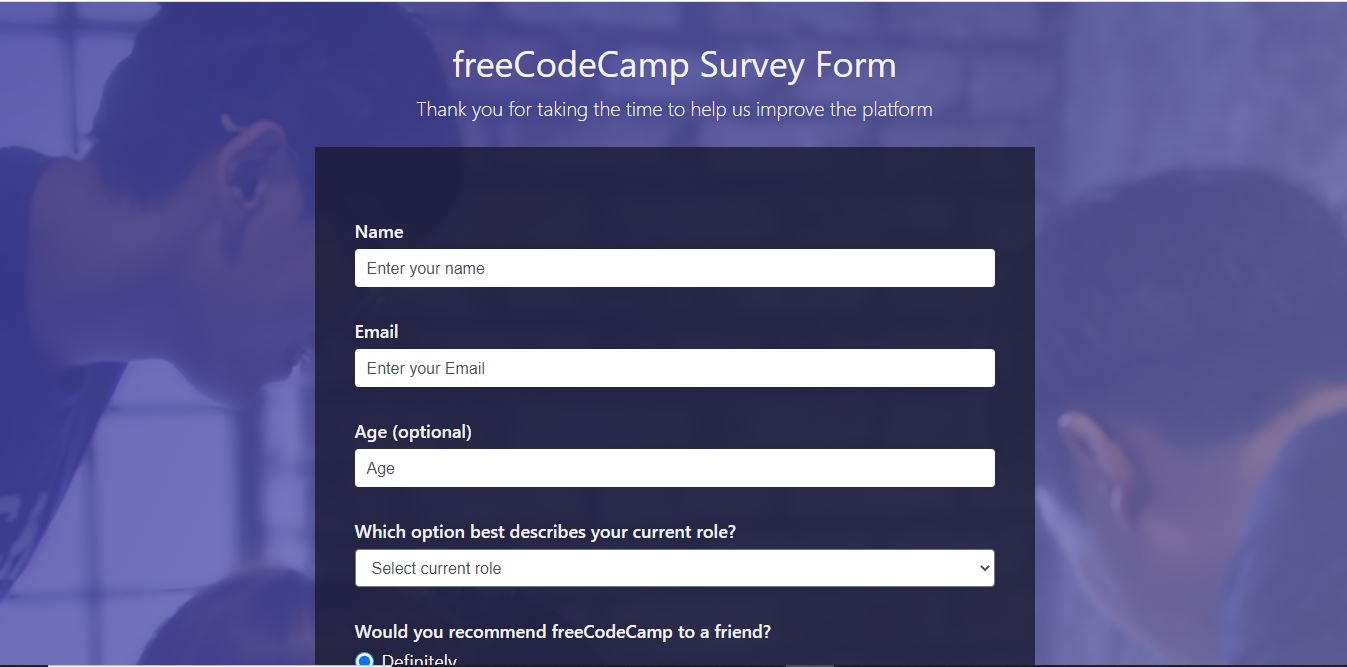 freeCodeCamp Survey Form
Thank you for taking the time to help us improve the platform
Name
Enter your name
Email
Enter your Email
Age (optional)
Age
Which option best describes your current role?
Select current role
Would you recommend freeCodeCamp to a friend?
Definitely